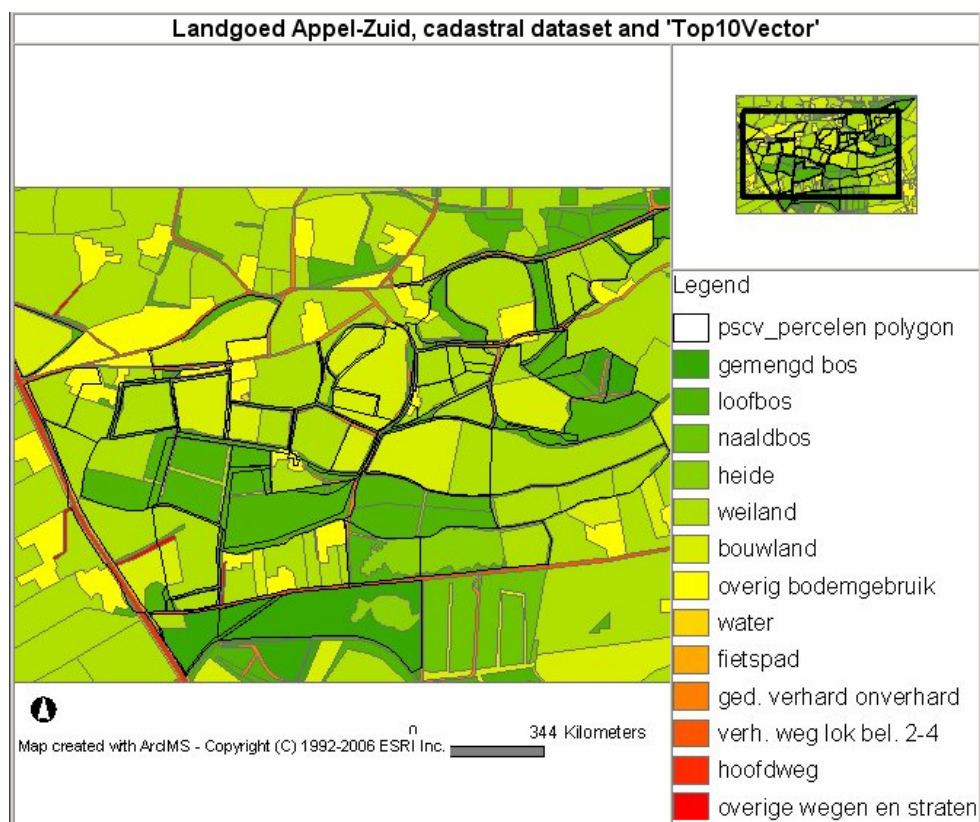 Landgoed Appel-Zuid, cadastral dataset and 'Top10Vector'
Legend
pscv_percelen polygon
gemengd bos
loofbos
naaldbos
heide
weiland
bouwland
overig bodemgebruik
water
fietspad
ged. verhard onverhard
verh. weg lok bel. 2-4
hoofdweg
overige wegen en straten
0 344 Kilometers
Map created with ArcIMS - Copyright (C) 1992-2006 ESRI Inc.